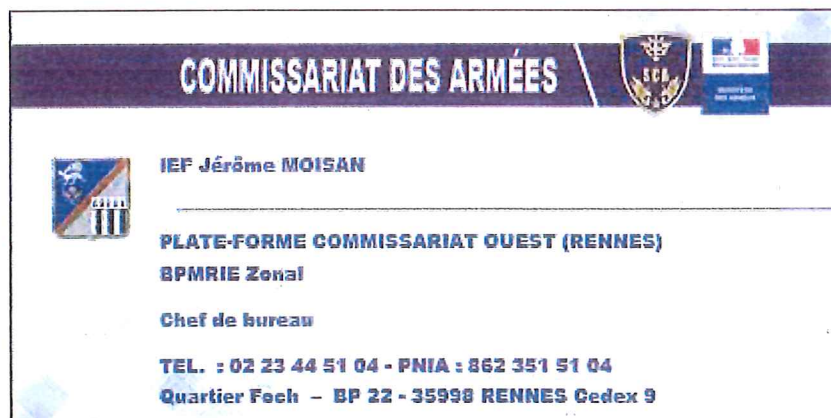 COMMISSARIAT DES ARMÉES
SCA
IEF Jérôme MOISAN
PLATE-FORME COMMISSARIAT OUEST (RENNES)
BPMRIE Zonal
Chef de bureau
TEL. : 02 23 44 51 04 - PNIA : 862 351 51 04
Quartier Foch – BP 22 - 35998 RENNES Cedex 9